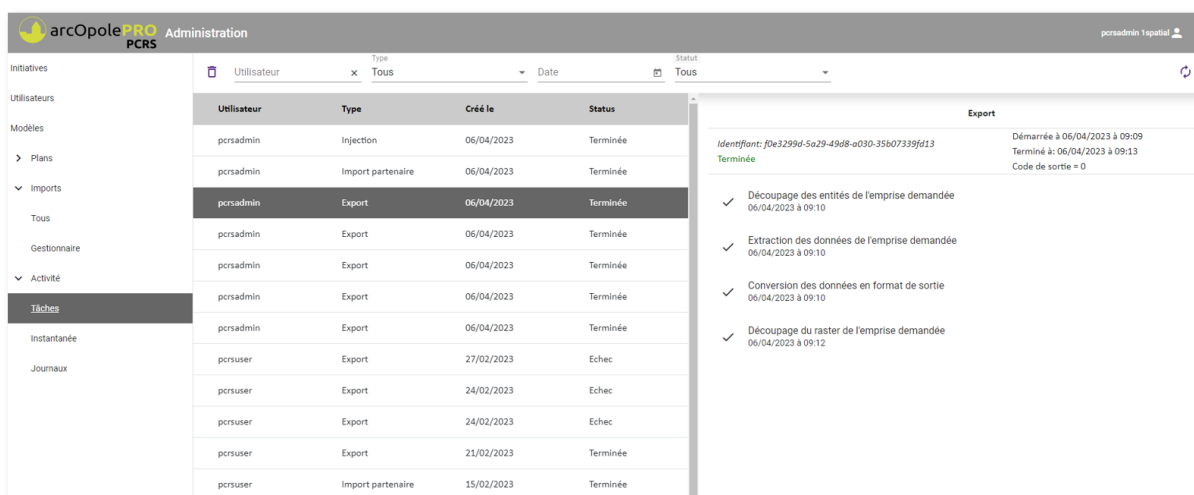 arcOpolePRO Administration
PCRS
pcrsadmin 1spatial
Initiatives
Utilisateurs
Modèles
Plans
Imports
Tous
Gestionnaire
Activité
Tâches
Instantanée
Journaux
Utilisateur
Type
Tous
Date
Statut
Tous
Utilisateur Type Créé le Status
pcrsadmin Injection 06/04/2023 Terminée
pcrsadmin Import partenaire 06/04/2023 Terminée
pcrsadmin Export 06/04/2023 Terminée
pcrsadmin Export 06/04/2023 Terminée
pcrsadmin Export 06/04/2023 Terminée
pcrsadmin Export 06/04/2023 Terminée
pcrsadmin Export 06/04/2023 Terminée
pcrsuser Export 27/02/2023 Echec
pcrsuser Export 24/02/2023 Echec
pcrsuser Export 24/02/2023 Echec
pcrsuser Export 21/02/2023 Terminée
pcrsuser Import partenaire 15/02/2023 Terminée
Export
Identifiant: f0e3299d-5a29-49d8-a030-35b07339fd13
Terminée
Démarrée à 06/04/2023 à 09:09
Terminé à: 06/04/2023 à 09:13
Code de sortie = 0
Découpage des entités de l'emprise demandée
06/04/2023 à 09:10
Extraction des données de l'emprise demandée
06/04/2023 à 09:10
Conversion des données en format de sortie
06/04/2023 à 09:10
Découpage du raster de l'emprise demandée
06/04/2023 à 09:12